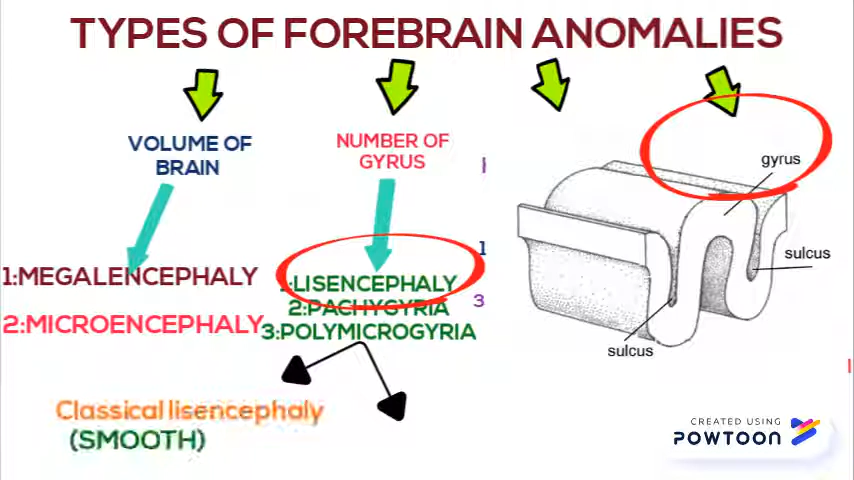 TYPES OF FOREBRAIN ANOMALIES
VOLUME OF
BRAIN
NUMBER OF
GYRUS
1:MEGALENCEPHALY
2:MICROENCEPHALY
1:LISENCEPHALY
2:PACHYGYRIA
3:POLYMICROGYRIA
Classical lisencephaly
(SMOOTH)
gyrus
sulcus
sulcus
CREATED USING
POWTOON